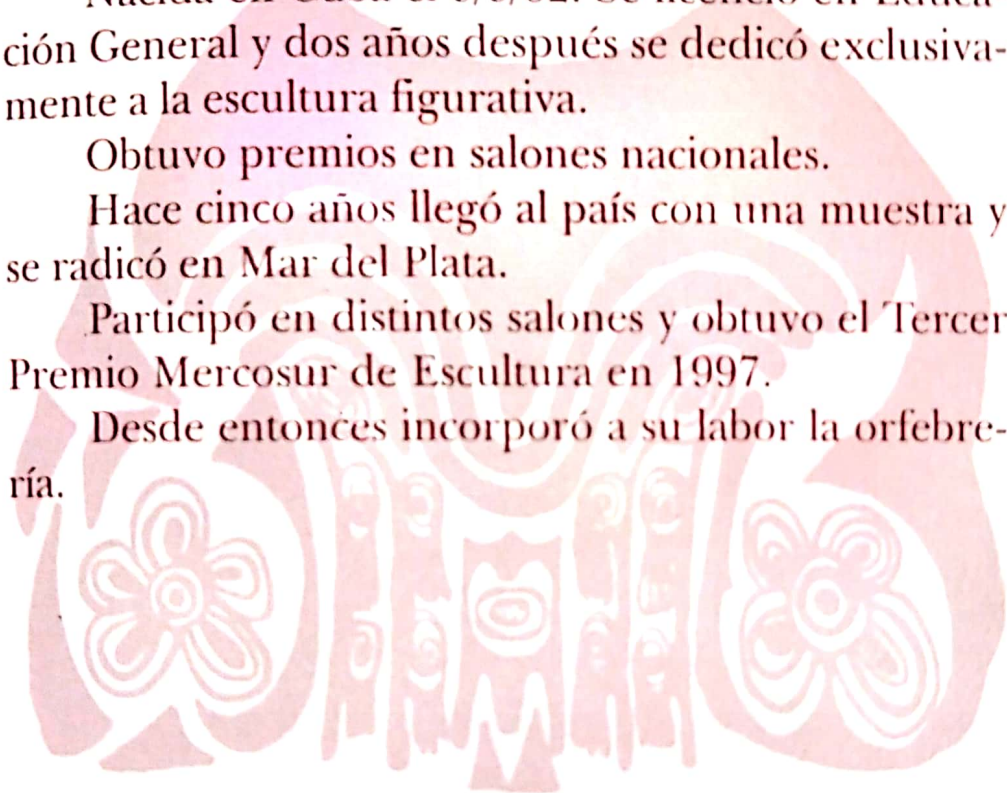 ción General y dos años después se dedicó exclusiva-
mente a la escultura figurativa.
Obtuvo premios en salones nacionales.
Hace cinco años llegó al país con una muestra y
se radicó en Mar del Plata.
Participó en distintos salones y obtuvo el Tercer
Premio Mercosur de Escultura en 1997.
Desde entonces incorporó a su labor la orfebre-
ría.